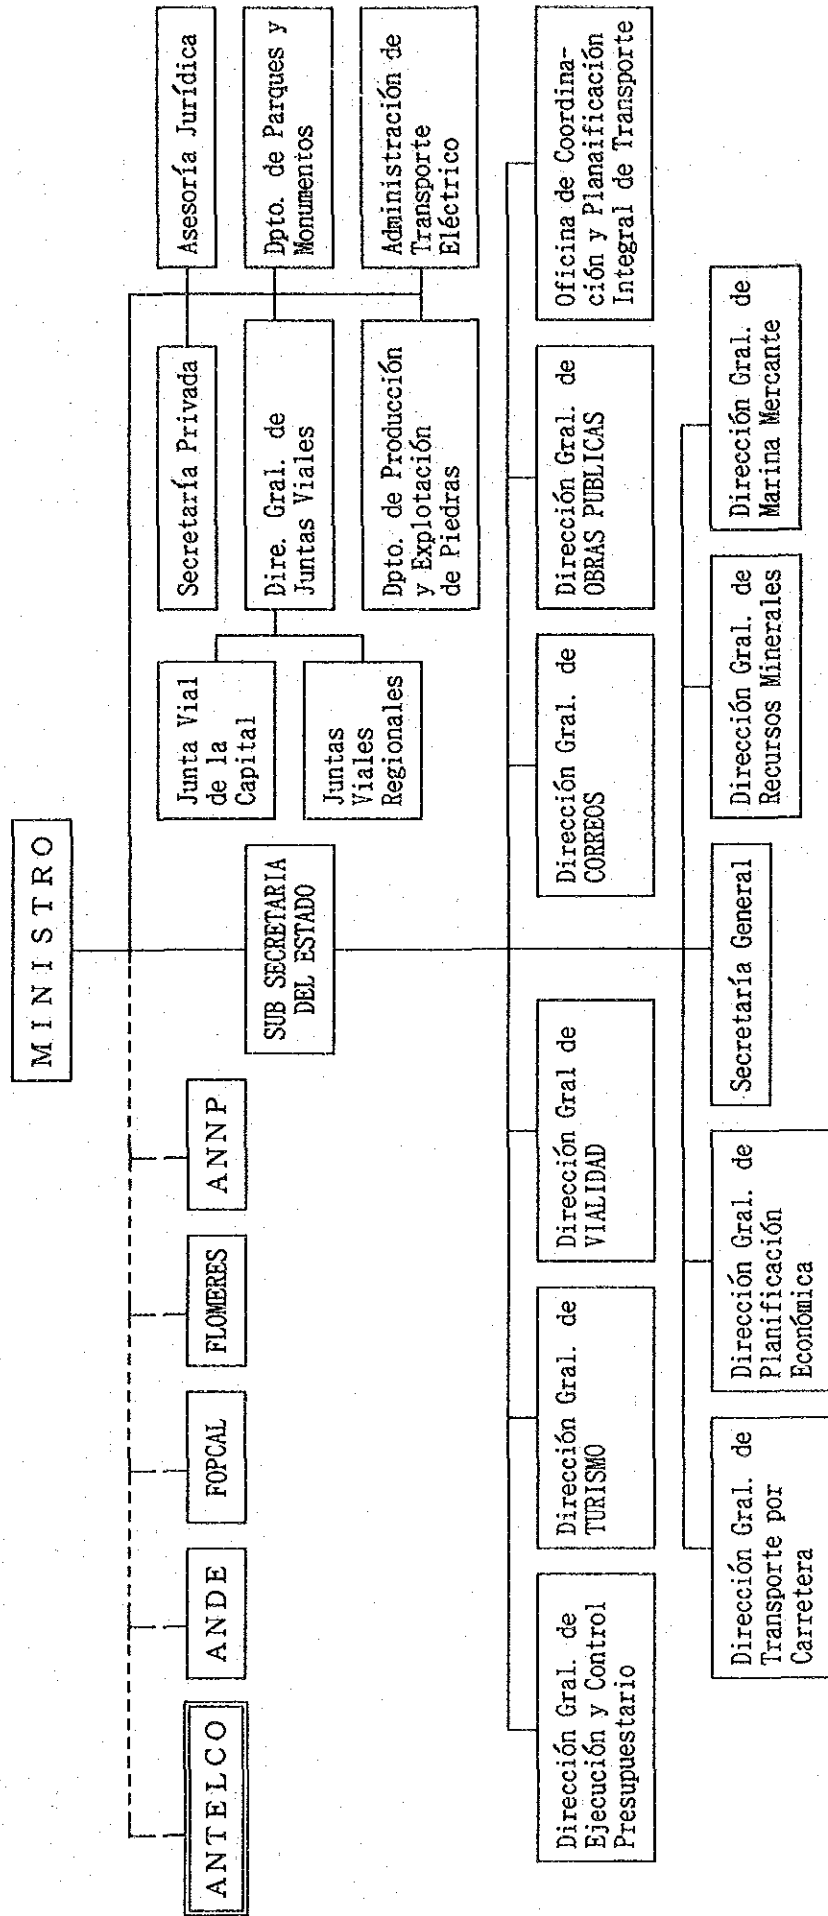 MINISTRO
ANTELCO
ANDE
FOPCAL
FLOMERES
ANNP
Secretaría Privada
Asesoría Jurídica
Junta Vial
de la
Capital
Juntas
Viales
Regionales
Dire. Gral. de
Juntas Viales
Dpto. de Parques y
Monumentos
Dpto. de Producción
y Explotación
de Piedras
Administración de
Transporte
Eléctrico
SUB SECRETARIA
DEL ESTADO
Dirección Gral. de
Ejecución y Control
Presupuestario
Dirección Gral. de
TURISMO
Dirección Gral de
VIALIDAD
Dirección Gral. de
CORREOS
Dirección Gral. de
OBRAS PUBLICAS
Oficina de Coordina-
ción y Planaificación
Integral de Transporte
Dirección Gral. de
Transporte por
Carretera
Dirección Gral. de
Planificación
Económica
Secretaría General
Dirección Gral. de
Recursos Minerales
Dirección Gral. de
Marina Mercante